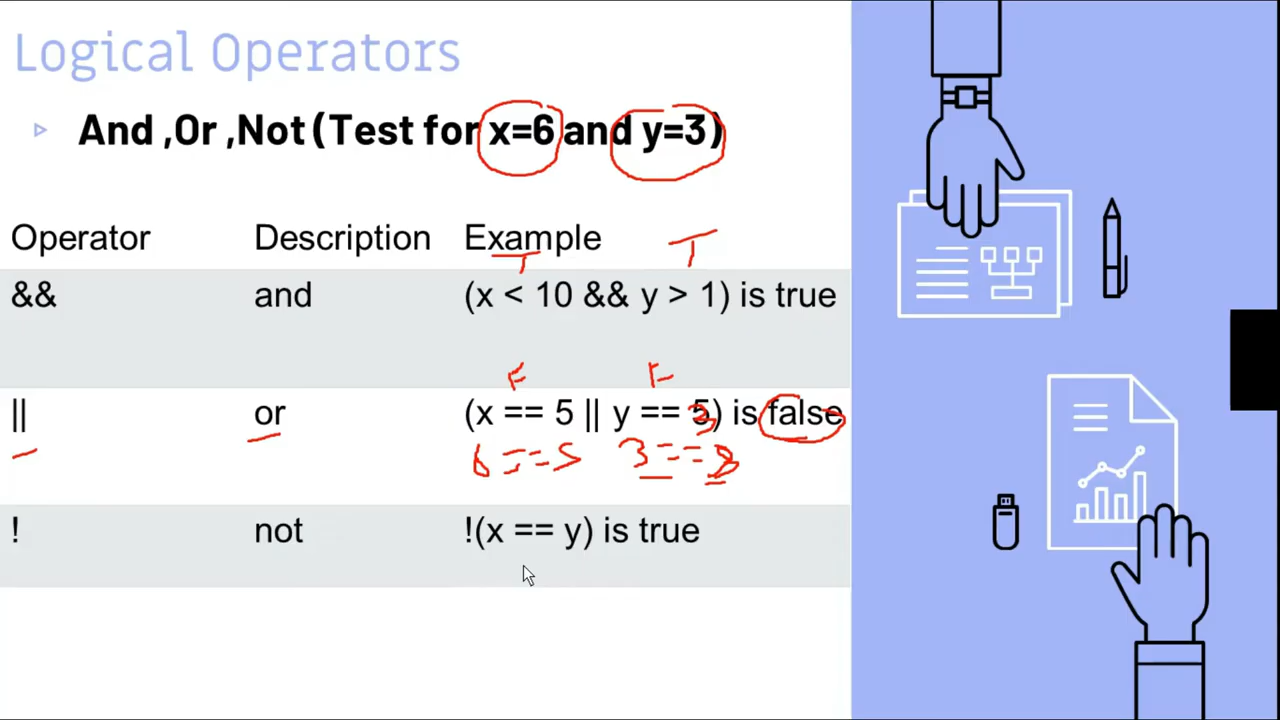 Logical Operators
And ,Or ,Not (Test for x=6 and y=3)
Operator Description Example
T T
&& and (x < 10 && y > 1) is true
F F
|| or (x == 5 || y == 5) is false
3
6 == 5 3 == 3
! not !(x == y) is true